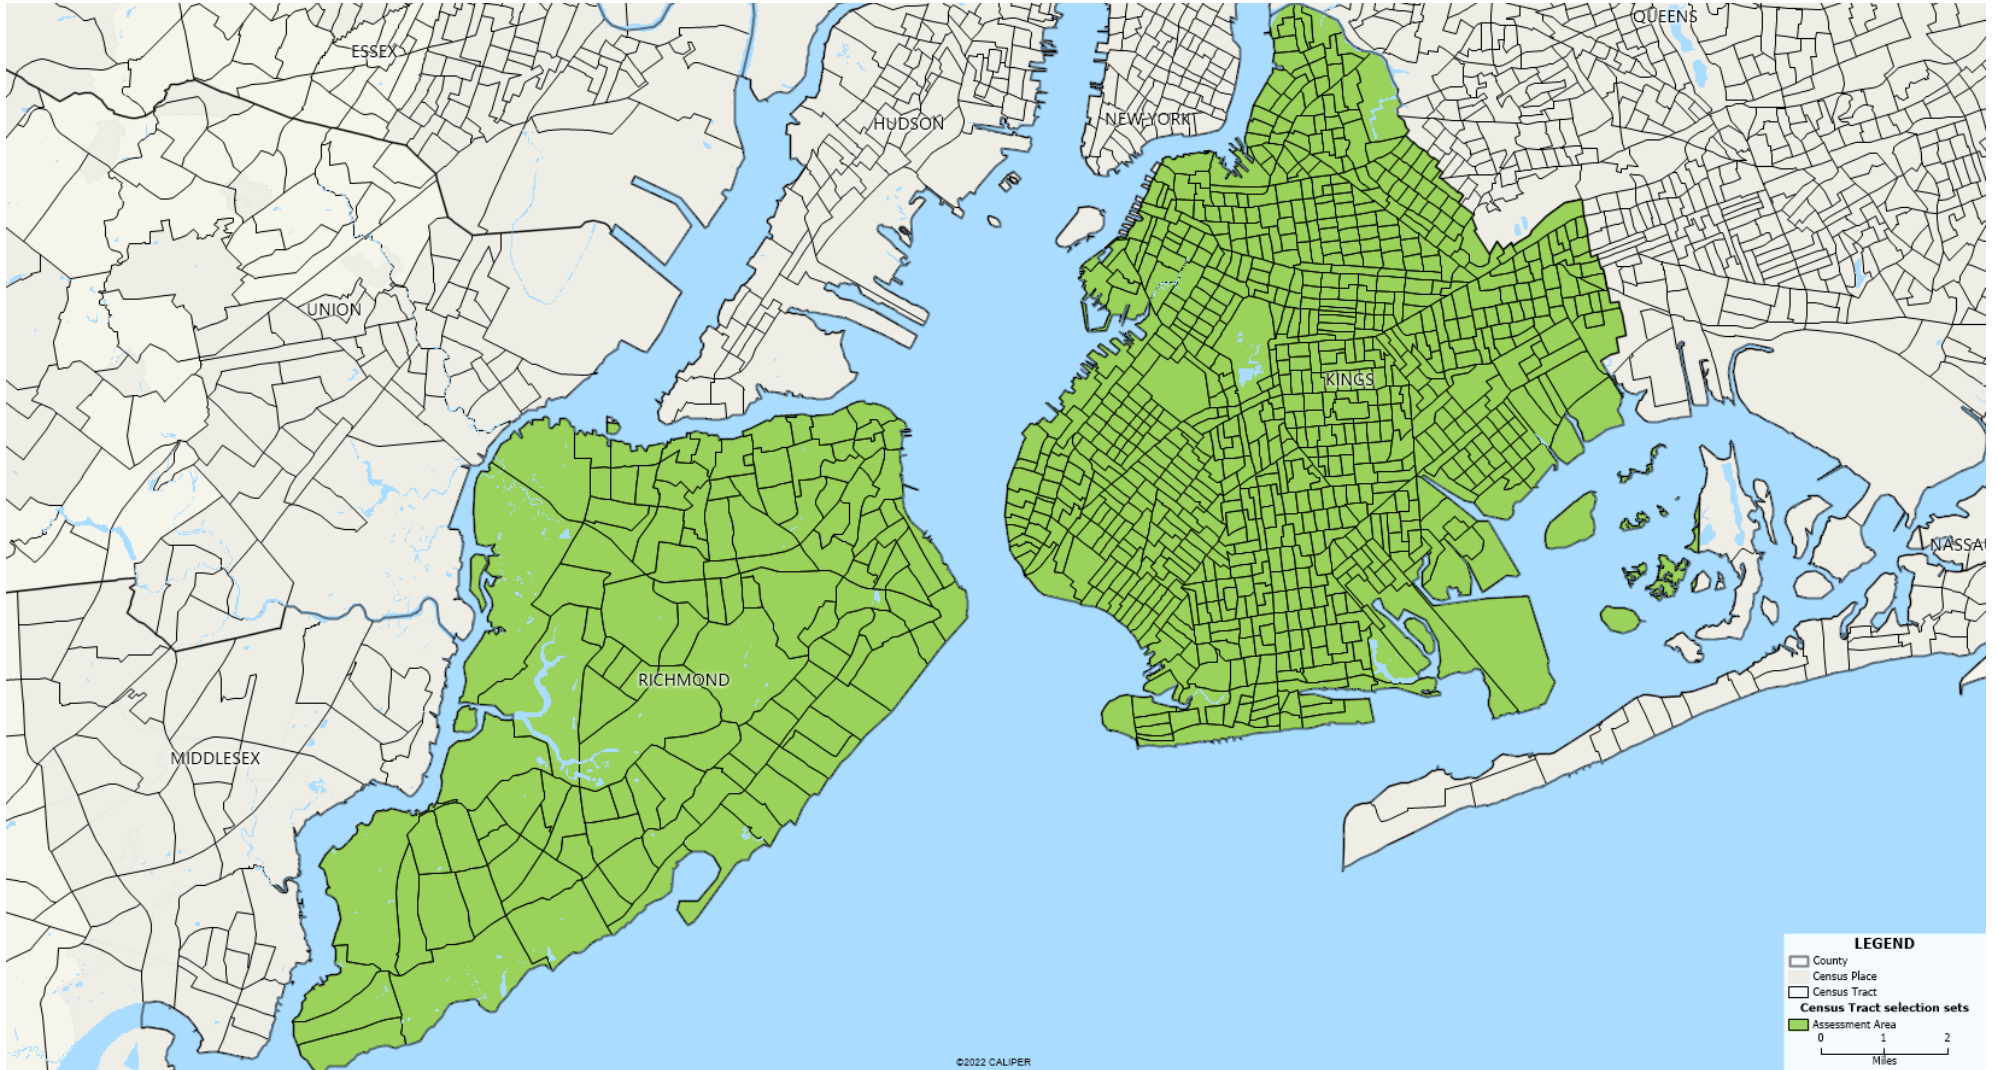 QUEENS
ESSEX
HUDSON
NEW YORK
UNION
KINGS
NASSAU
RICHMOND
MIDDLESEX
LEGEND
County
Census Place
Census Tract
Census Tract selection sets
Assessment Area
0 1 2
Miles
©2022 CALIPER